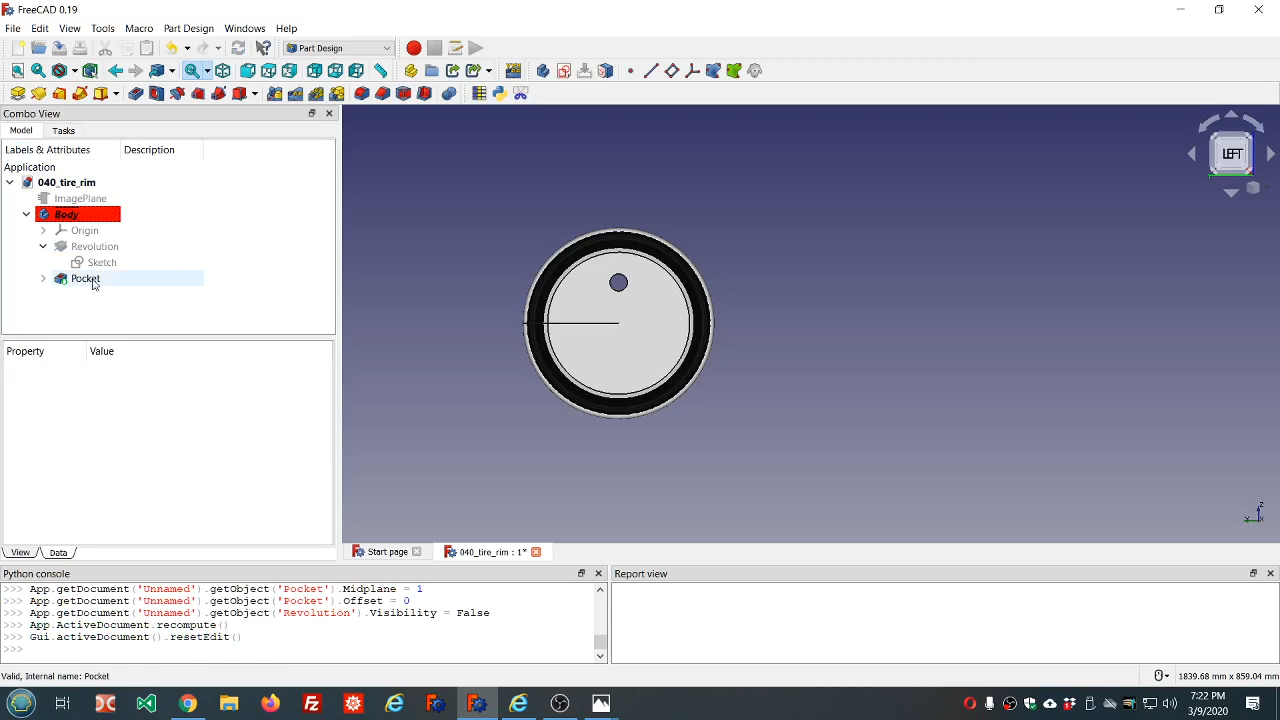 FreeCAD 0.19
File Edit View Tools Macro Part Design Windows Help
Part Design
Combo View
Model Tasks
Labels & Attributes Description
Application
040_tire_rim
ImagePlane
Body
Origin
Revolution
Sketch
Pocket
LEFT
Property Value
View Data
Start page 040_tire_rim : 1*
Python console
>>> App.getDocument('Unnamed').getObject('Pocket').Midplane = 1
>>> App.getDocument('Unnamed').getObject('Pocket').Offset = 0
>>> App.getDocument('Unnamed').getObject('Revolution').Visibility = False
>>> App.ActiveDocument.recompute()
>>> Gui.activeDocument().resetEdit()
>>>
Report view
Valid, Internal name: Pocket
1839.68 mm x 859.04 mm
7:22 PM
3/9/2020